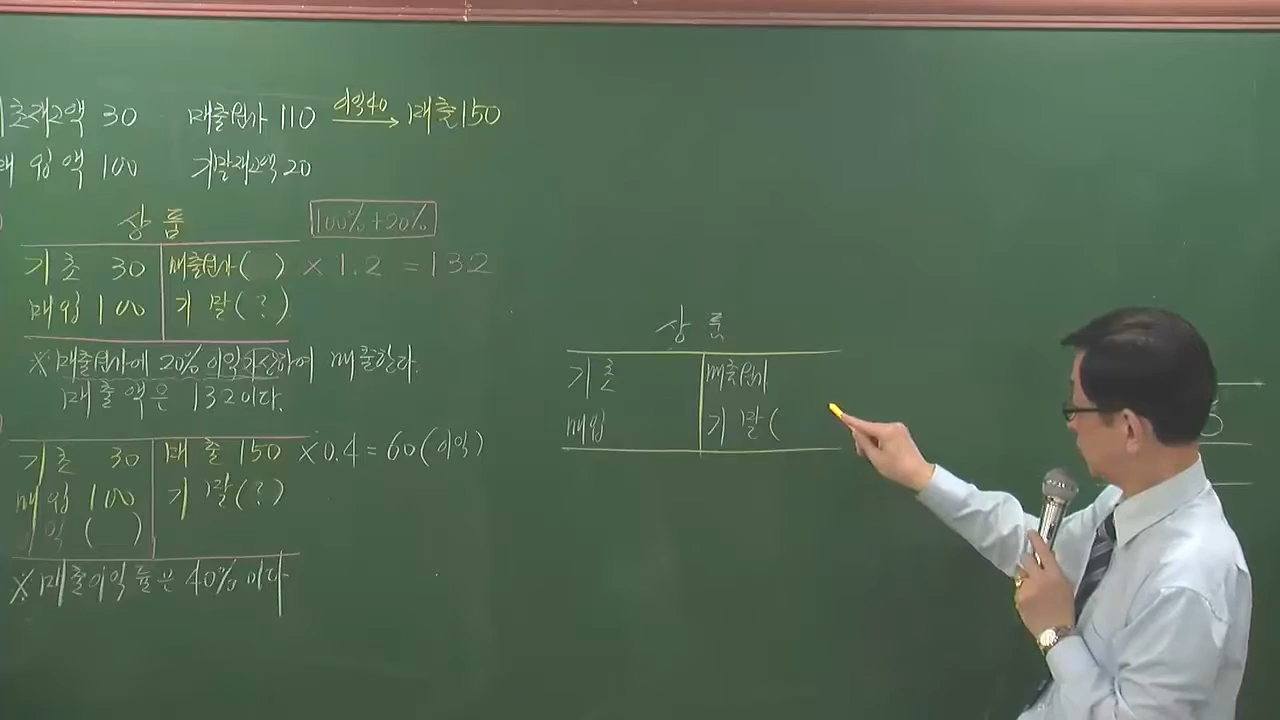 기초재고액 30 매출원가 110 이익40 → 매출150
매입액 100 기말재고액 20
상품 100%+20%
기초 30 매출원가( ) × 1.2 = 132
매입 100 기말(?)
※ 매출원가에 20% 이익가산하여 매출한다.
매출액은 132이다.
기초 30 매출 150 × 0.4 = 60(이익)
매입 100 기말(?)
이익 ( )
※ 매출이익률은 40%이다
상품
기초 매출원가
매입 기말(